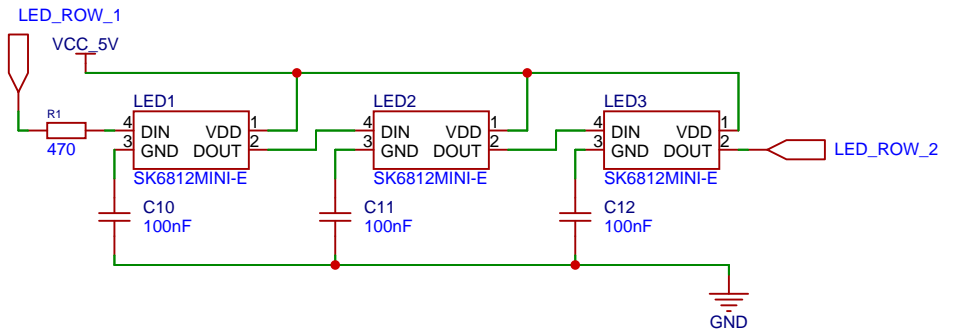 LED_ROW_1
VCC_5V
R1
470
LED1
4 DIN VDD 1
3 GND DOUT 2
SK6812MINI-E
C10
100nF
LED2
4 DIN VDD 1
3 GND DOUT 2
SK6812MINI-E
C11
100nF
LED3
4 DIN VDD 1
3 GND DOUT 2
SK6812MINI-E
C12
100nF
LED_ROW_2
GND